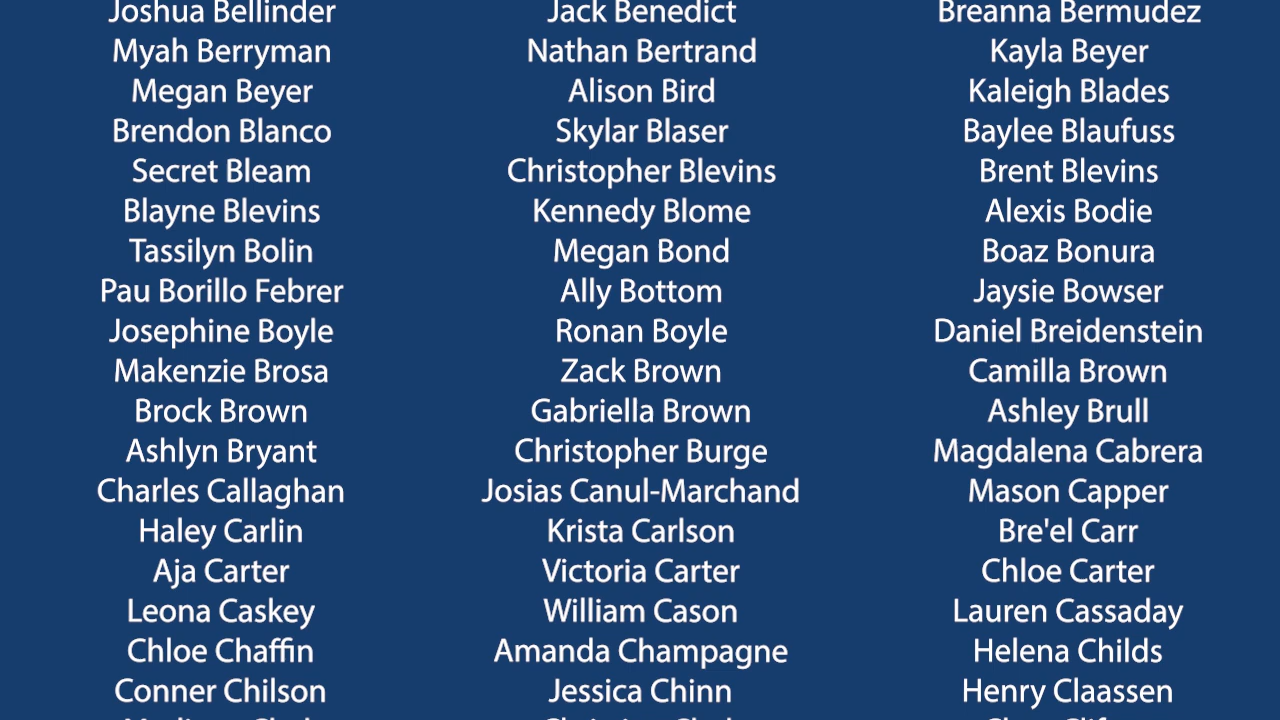 Joshua Bellinder Jack Benedict Breanna Bermudez
Myah Berryman Nathan Bertrand Kayla Beyer
Megan Beyer Alison Bird Kaleigh Blades
Brendon Blanco Skylar Blaser Baylee Blaufuss
Secret Bleam Christopher Blevins Brent Blevins
Blayne Blevins Kennedy Blome Alexis Bodie
Tassilyn Bolin Megan Bond Boaz Bonura
Pau Borillo Febrer Ally Bottom Jaysie Bowser
Josephine Boyle Ronan Boyle Daniel Breidenstein
Makenzie Brosa Zack Brown Camilla Brown
Brock Brown Gabriella Brown Ashley Brull
Ashlyn Bryant Christopher Burge Magdalena Cabrera
Charles Callaghan Josias Canul-Marchand Mason Capper
Haley Carlin Krista Carlson Bre'el Carr
Aja Carter Victoria Carter Chloe Carter
Leona Caskey William Cason Lauren Cassaday
Chloe Chaffin Amanda Champagne Helena Childs
Conner Chilson Jessica Chinn Henry Claassen